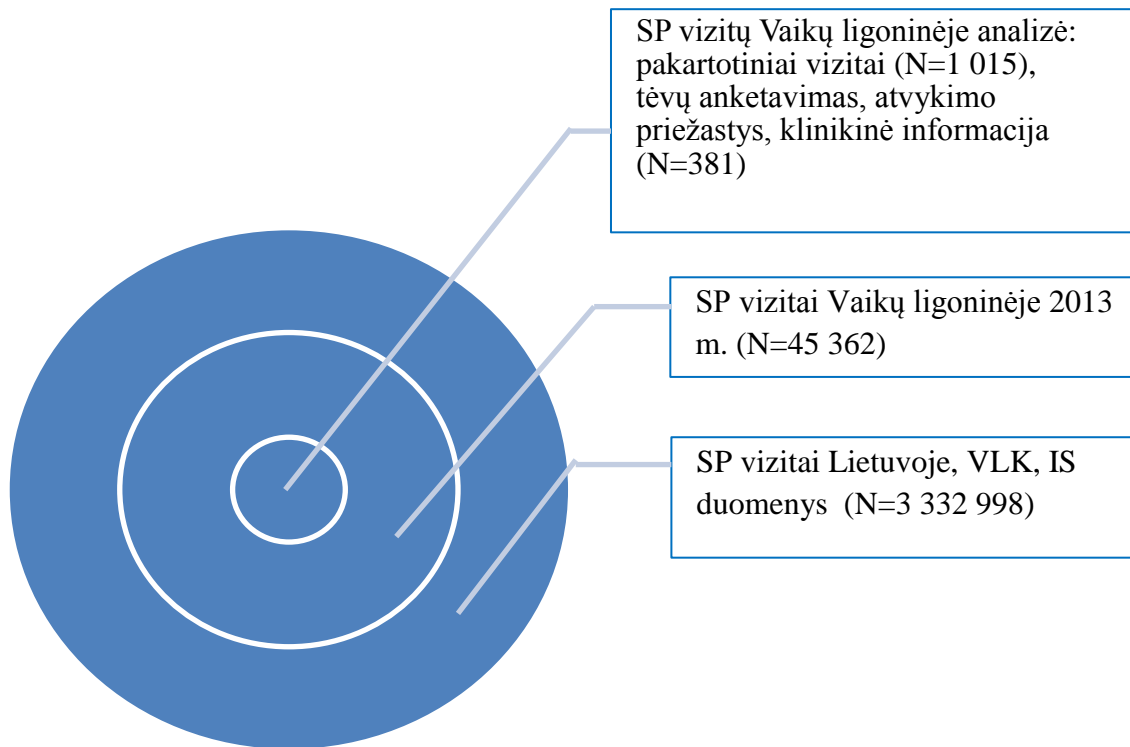 SP vizitų Vaikų ligoninėje analizė:
pakartotiniai vizitai (N=1 015),
tėvų anketavimas, atvykimo
priežastys, klinikinė informacija
(N=381)
SP vizitai Vaikų ligoninėje 2013
m. (N=45 362)
SP vizitai Lietuvoje, VLK, IS
duomenys (N=3 332 998)